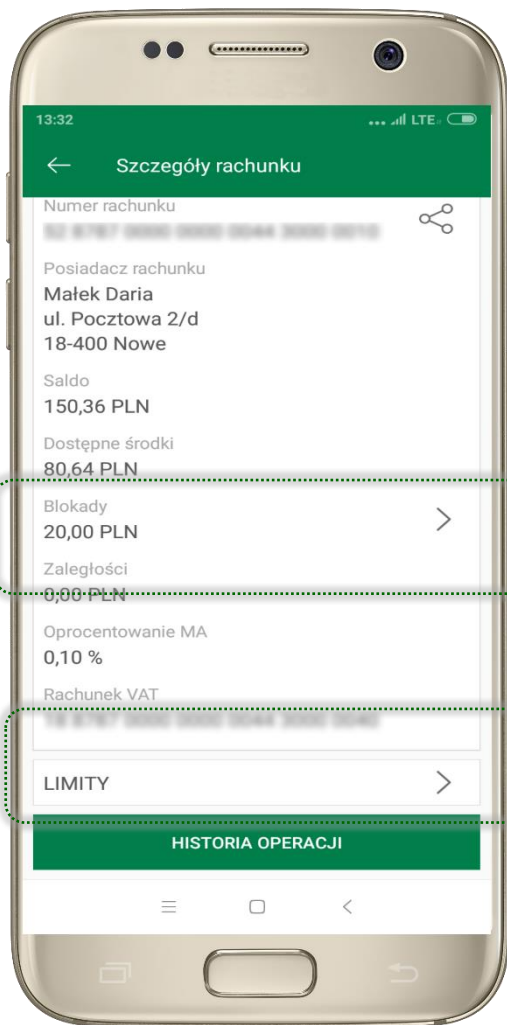 13:32
LTE
Szczegóły rachunku
Numer rachunku
Posiadacz rachunku
Małek Daria
ul. Pocztowa 2/d
18-400 Nowe
Saldo
150,36 PLN
Dostępne środki
80,64 PLN
Blokady
20,00 PLN
Zaległości
0,00 PLN
Oprocentowanie MA
0,10 %
Rachunek VAT
LIMITY
HISTORIA OPERACJI